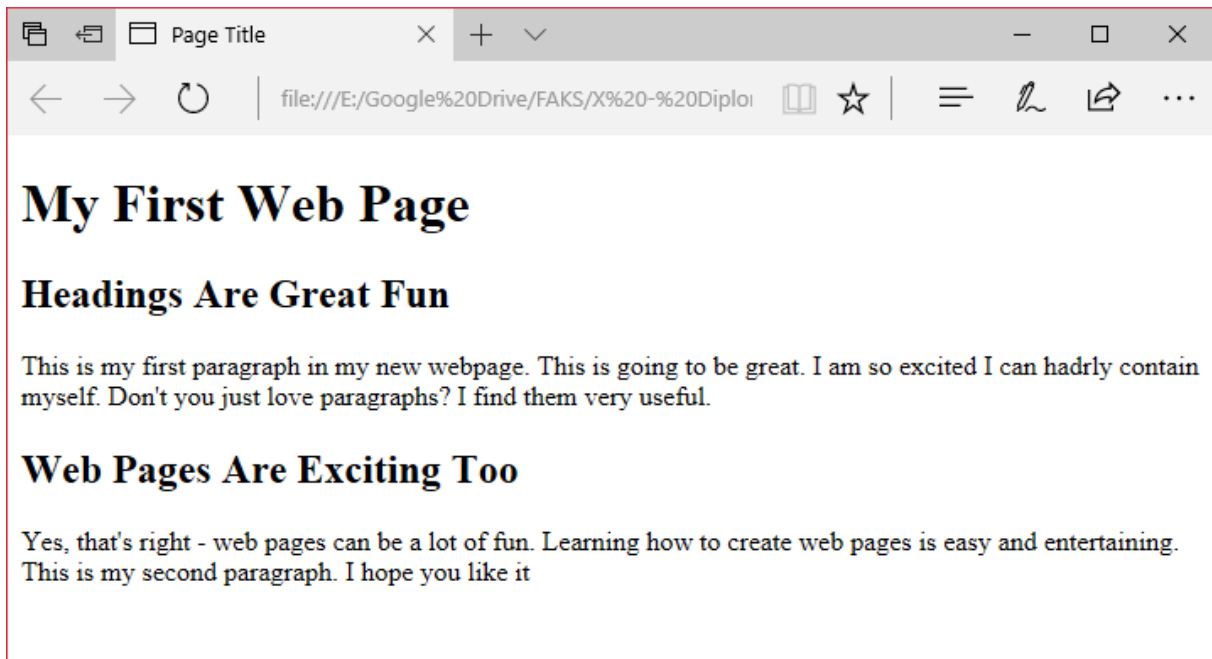 Page Title
file:///E:/Google%20Drive/FAKS/X%20-%20Diplo
My First Web Page
Headings Are Great Fun
This is my first paragraph in my new webpage. This is going to be great. I am so excited I can hadrly contain
myself. Don't you just love paragraphs? I find them very useful.
Web Pages Are Exciting Too
Yes, that's right - web pages can be a lot of fun. Learning how to create web pages is easy and entertaining.
This is my second paragraph. I hope you like it